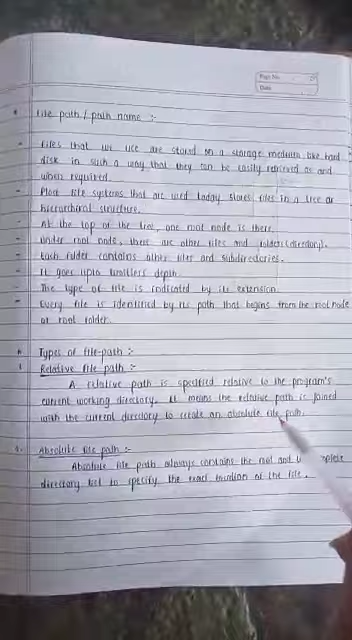 Page No.
Date
* File path / path name :-
- Files that we use are stored on a storage medium like hard
disk in such a way that they can be easily retrieved as and
when required.
- Most file systems that are used today stores files in a tree or
hierarchical structure.
- At the top of the tree, one root node is there.
- Under root node, there are other files and folders (directory).
- Each folder contains other files and subdirectories.
- It goes upto limitless depth.
- The type of file is indicated by its extension.
- Every file is identified by its path that begins from the root node
or root folder.
* Types of file-path :-
1. Relative file path :-
A relative path is specified relative to the program's
current working directory. It means the relative path is joined
with the current directory to create an absolute file path.
2. Absolute file path :-
Absolute file path always contains the root and
directory list to specify the exact location of the file.